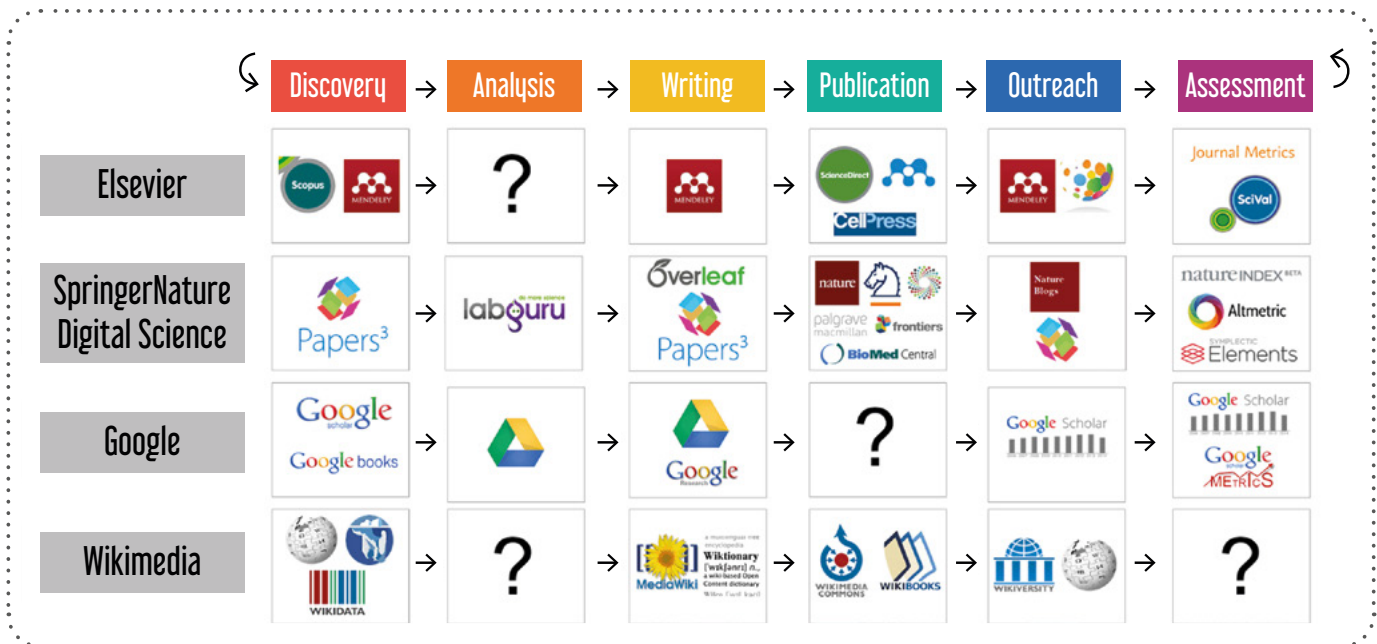 Discovery → Analysis → Writing → Publication → Outreach → Assessment
Elsevier
Scopus
MENDELEY
→
?
→
MENDELEY
→
ScienceDirect
CellPress
→
MENDELEY
→
Journal Metrics
SciVal
SpringerNature
Digital Science
Papers³
→
do more science
labguru
→
Overleaf
Papers³
→
nature
palgrave
macmillan
frontiers
BioMed Central
→
Nature
Blogs
→
nature INDEX BETA
Altmetric
SYMPLECTIC
Elements
Google
Google
scholar
Google books
→
→
Google
Research
→
?
→
Google Scholar
→
Google Scholar
Google
scholar
METRICS
Wikimedia
WIKIDATA
→
?
→
MediaWiki
a multilingual free
encyclopedia
Wiktionary
n.,
a wiki-based Open
Content dictionary
→
WIKIMEDIA
COMMONS
WIKIBOOKS
→
WIKIVERSITY
→
?